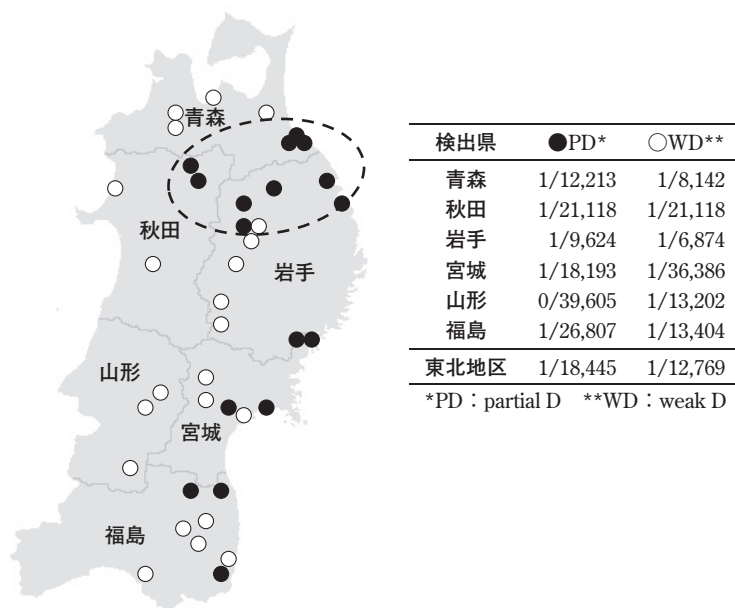 青森
秋田
岩手
山形
宮城
福島
検出県 ●PD* ○WD**
青森 1/12,213 1/8,142
秋田 1/21,118 1/21,118
岩手 1/9,624 1/6,874
宮城 1/18,193 1/36,386
山形 0/39,605 1/13,202
福島 1/26,807 1/13,404
東北地区 1/18,445 1/12,769
*PD：partial D **WD：weak D